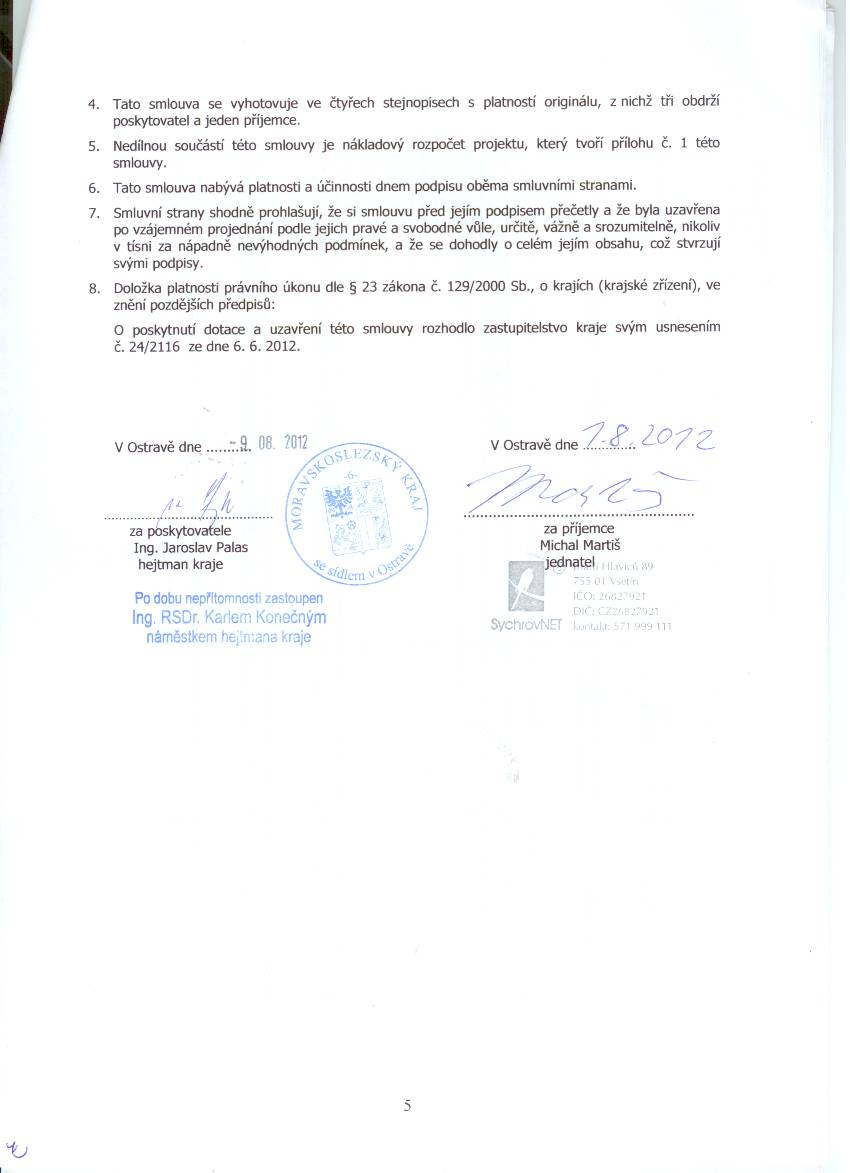 4. Tato smlouva se vyhotovuje ve čtyřech stejnopisech s platností originálu, z nichž tři obdrží
poskytovatel a jeden příjemce.
5. Nedílnou součástí této smlouvy je nákladový rozpočet projektu, který tvoří přílohu č. 1 této
smlouvy.
6. Tato smlouva nabývá platnosti a účinnosti dnem podpisu oběma smluvními stranami.
7. Smluvní strany shodně prohlašují, že si smlouvu před jejím podpisem přečetly a že byla uzavřena
po vzájemném projednání podle jejich pravé a svobodné vůle, určitě, vážně a srozumitelně, nikoliv
v tísni za nápadně nevýhodných podmínek, a že se dohodly o celém jejím obsahu, což stvrzují
svými podpisy.
8. Doložka platnosti právního úkonu dle § 23 zákona č. 129/2000 Sb., o krajích (krajské zřízení), ve
znění pozdějších předpisů:
O poskytnutí dotace a uzavření této smlouvy rozhodlo zastupitelstvo kraje svým usnesením
č. 24/2116 ze dne 6. 6. 2012.
V Ostravě dne -9. 08. 2012
MORAVSKOSLEZSKÝ KRAJ
-6-
se sídlem v Ostravě
za poskytovatele
Ing. Jaroslav Palas
hejtman kraje
Po dobu nepřítomnosti zastoupen
Ing. RSDr. Karlem Konečným
náměstkem hejtmana kraje
V Ostravě dne 1.8.2012
za příjemce
Michal Martiš
jednatel
Hlaviců 89
755 01 Vsetín
IČO: 26827921
DIČ: CZ26827921
SychrovNET kontakt: 571 999 111
5